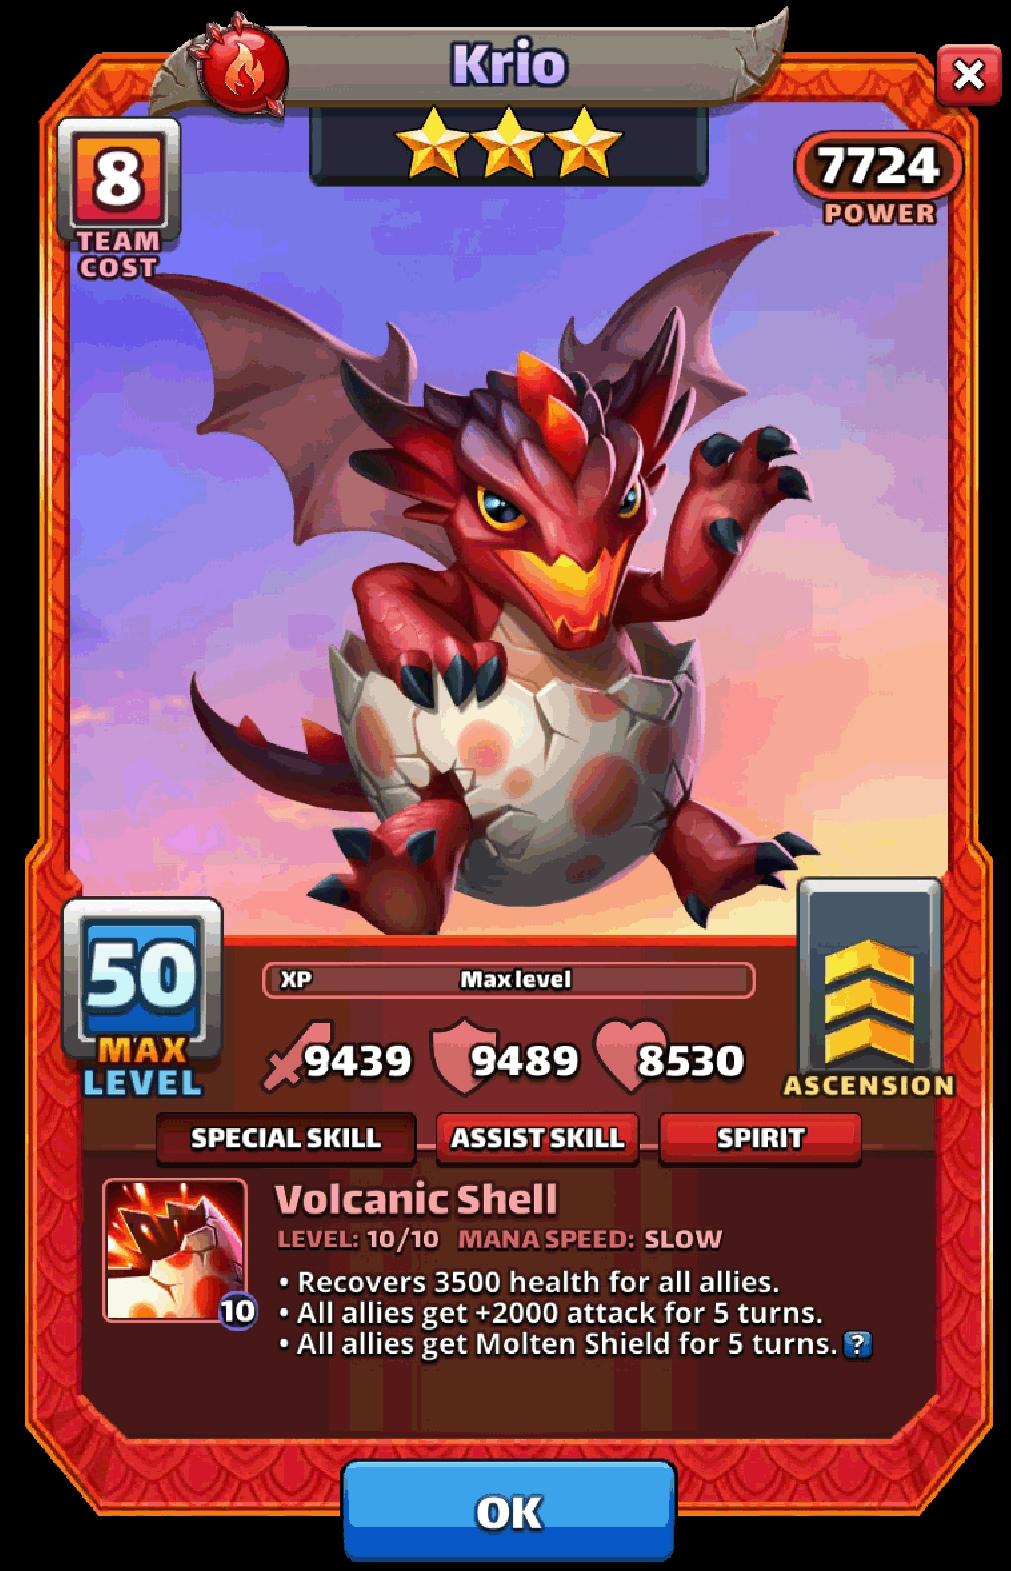 Krio
8
TEAM
COST
7724
POWER
50
MAX
LEVEL
XP Max level
9439 9489 8530
ASCENSION
SPECIAL SKILL ASSIST SKILL SPIRIT
Volcanic Shell
LEVEL: 10/10 MANA SPEED: SLOW
10
• Recovers 3500 health for all allies.
• All allies get +2000 attack for 5 turns.
• All allies get Molten Shield for 5 turns. ?
OK